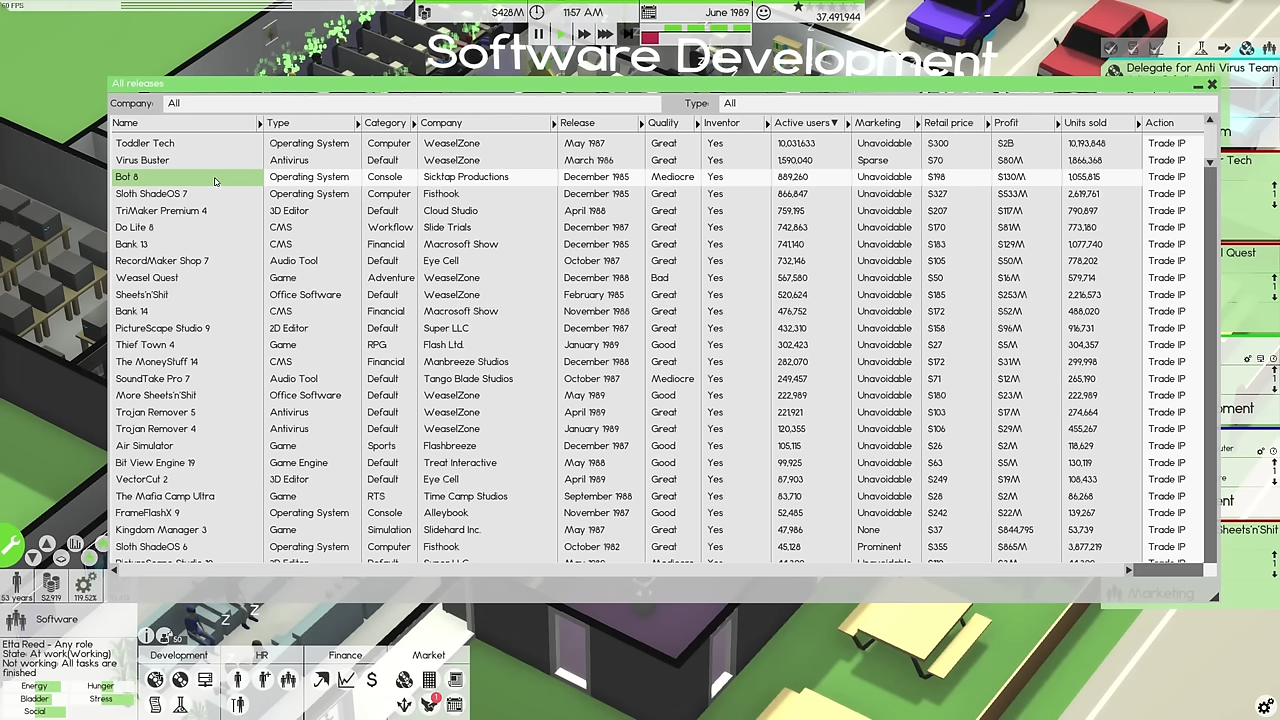 60 FPS
$428M 11:57 AM June 1989 37,491,944
Software Development
Delegate for Anti Virus Team
All releases
Company: All Type: All
Name Type Category Company Release Quality Inventor Active users▼ Marketing Retail price Profit Units sold Action
Toddler Tech Operating System Computer WeaselZone May 1987 Great Yes 10,031,633 Unavoidable $300 $2B 10,193,848 Trade IP
Virus Buster Antivirus Default WeaselZone March 1986 Great Yes 1,590,040 Sparse $70 $80M 1,866,368 Trade IP
Bot 8 Operating System Console Sicktap Productions December 1985 Mediocre Yes 889,260 Unavoidable $198 $130M 1,055,815 Trade IP
Sloth ShadeOS 7 Operating System Computer Fisthook December 1985 Great Yes 866,847 Unavoidable $327 $533M 2,619,761 Trade IP
TriMaker Premium 4 3D Editor Default Cloud Studio April 1988 Great Yes 759,195 Unavoidable $207 $117M 790,897 Trade IP
Do Lite 8 CMS Workflow Slide Trials December 1987 Great Yes 742,863 Unavoidable $170 $81M 773,180 Trade IP
Bank 13 CMS Financial Macrosoft Show December 1985 Great Yes 741,140 Unavoidable $183 $129M 1,077,740 Trade IP
RecordMaker Shop 7 Audio Tool Default Eye Cell October 1987 Great Yes 732,146 Unavoidable $105 $50M 778,202 Trade IP
Weasel Quest Game Adventure WeaselZone December 1988 Bad Yes 567,580 Unavoidable $50 $16M 579,714 Trade IP
Sheets'n'Shit Office Software Default WeaselZone February 1985 Great Yes 520,624 Unavoidable $185 $253M 2,216,573 Trade IP
Bank 14 CMS Financial Macrosoft Show November 1988 Great Yes 476,752 Unavoidable $172 $52M 488,020 Trade IP
PictureScape Studio 9 2D Editor Default Super LLC December 1987 Great Yes 432,310 Unavoidable $158 $96M 916,731 Trade IP
Thief Town 4 Game RPG Flash Ltd. January 1989 Good Yes 302,423 Unavoidable $27 $5M 304,357 Trade IP
The MoneyStuff 14 CMS Financial Manbreeze Studios December 1988 Great Yes 282,070 Unavoidable $172 $31M 299,998 Trade IP
SoundTake Pro 7 Audio Tool Default Tango Blade Studios October 1987 Mediocre Yes 249,457 Unavoidable $71 $12M 265,190 Trade IP
More Sheets'n'Shit Office Software Default WeaselZone May 1989 Good Yes 222,989 Unavoidable $180 $23M 222,989 Trade IP
Trojan Remover 5 Antivirus Default WeaselZone April 1989 Great Yes 221,921 Unavoidable $103 $17M 274,664 Trade IP
Trojan Remover 4 Antivirus Default WeaselZone January 1989 Great Yes 120,355 Unavoidable $106 $29M 455,267 Trade IP
Air Simulator Game Sports Flashbreeze December 1987 Good Yes 105,115 Unavoidable $26 $2M 118,629 Trade IP
Bit View Engine 19 Game Engine Default Treat Interactive May 1988 Good Yes 99,925 Unavoidable $63 $5M 130,119 Trade IP
VectorCut 2 3D Editor Default Eye Cell April 1989 Great Yes 87,903 Unavoidable $249 $19M 108,433 Trade IP
The Mafia Camp Ultra Game RTS Time Camp Studios September 1988 Great Yes 83,710 Unavoidable $28 $2M 86,268 Trade IP
FrameFlashX 9 Operating System Console Alleybook November 1987 Good Yes 52,485 Unavoidable $242 $22M 139,267 Trade IP
Kingdom Manager 3 Game Simulation Slidehard Inc. May 1987 Great Yes 47,986 None $37 $844,795 53,739 Trade IP
Sloth ShadeOS 6 Operating System Computer Fisthook October 1982 Great Yes 45,128 Prominent $355 $865M 3,877,219 Trade IP
Tech
Quest
Sheets'n'Shit
Marketing
53 years $2,919 119.52%
Software
Etta Reed - Any role
State: At work(Working)
Not working: All tasks are
finished
Energy Hunger
Bladder Stress
Social
Z
Z
Development HR Finance Market
1